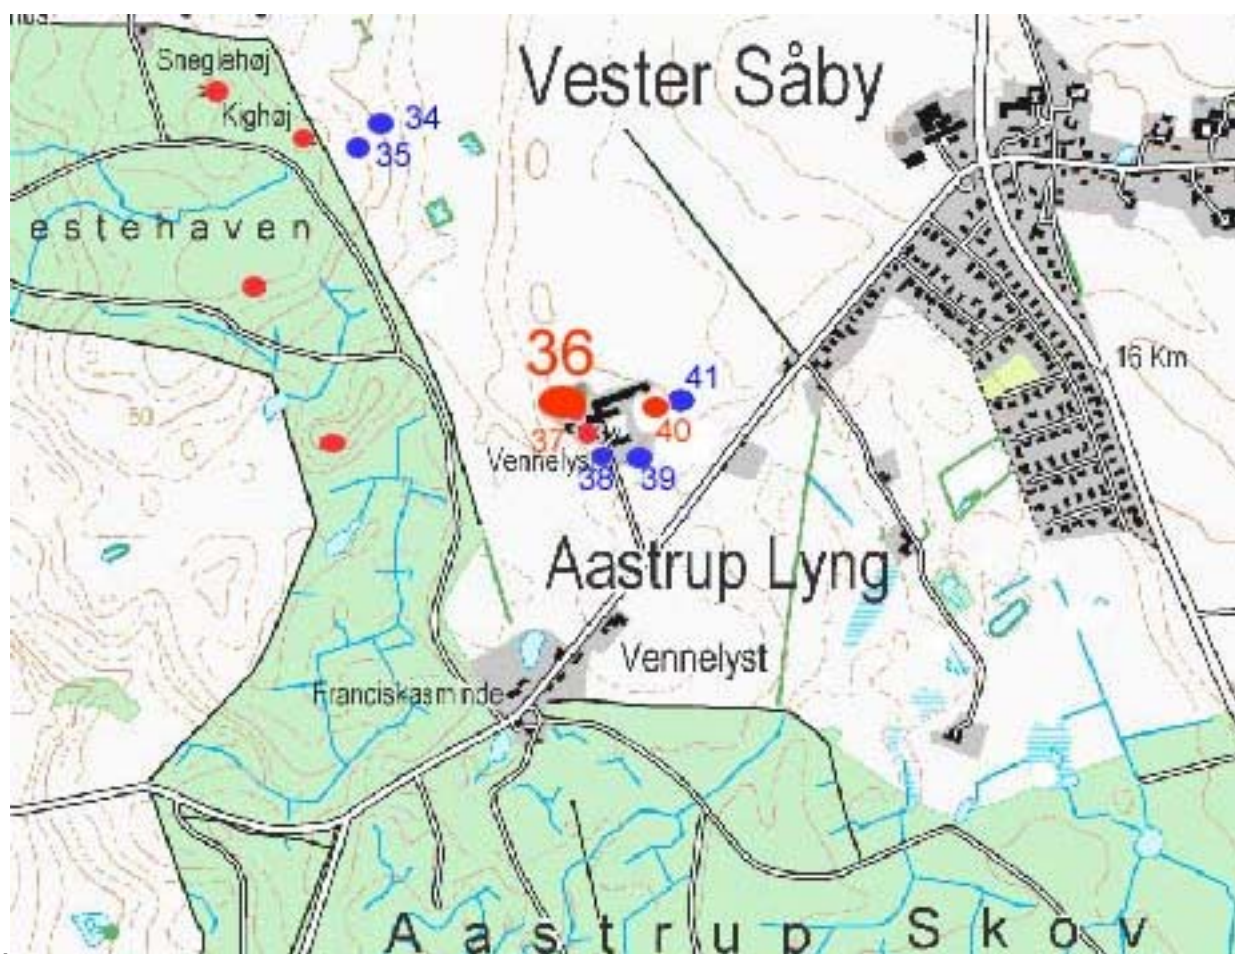 Sneglehøj
Vester Såby
Kighøj
34
35
estehaven
36
16 Km
41
50
37
40
Vennelys
38
39
Aastrup Lyng
Vennelyst
Franciskasminde
Aastrup Skov